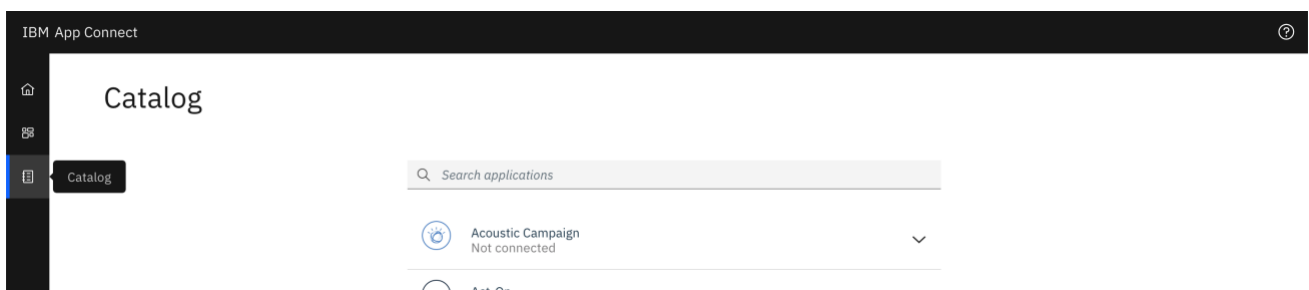 IBM App Connect
Catalog
Catalog
Search applications
Acoustic Campaign
Not connected